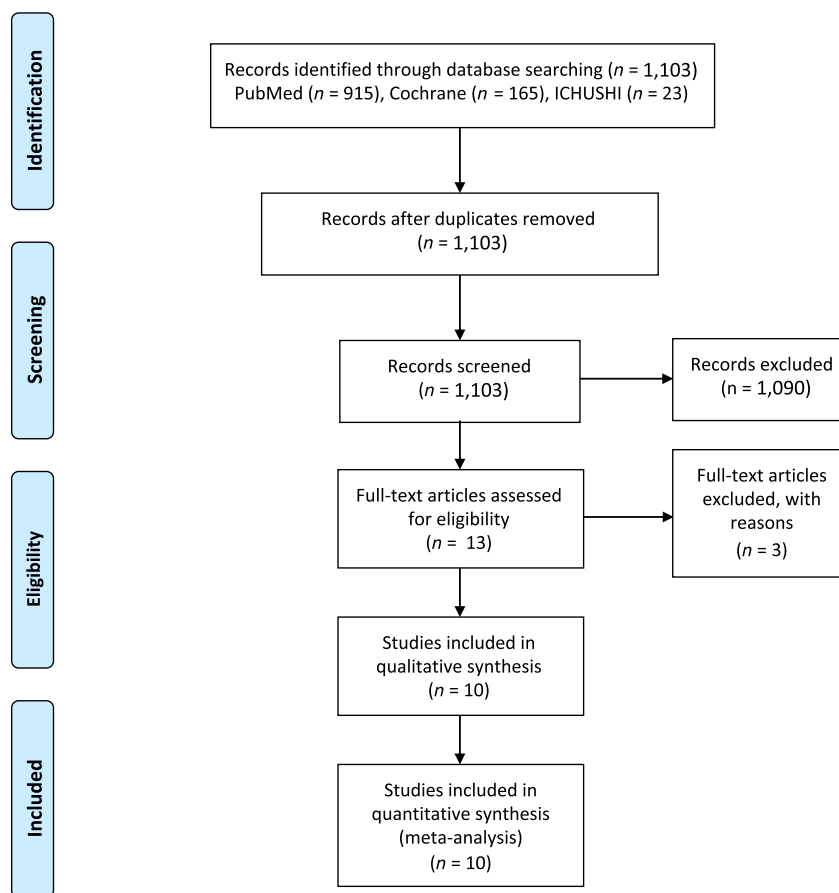 Identification
Records identified through database searching (n = 1,103)
PubMed (n = 915), Cochrane (n = 165), ICHUSHI (n = 23)
Records after duplicates removed
(n = 1,103)
Screening
Records screened
(n = 1,103)
Records excluded
(n = 1,090)
Eligibility
Full-text articles assessed
for eligibility
(n = 13)
Full-text articles
excluded, with
reasons
(n = 3)
Studies included in
qualitative synthesis
(n = 10)
Included
Studies included in
quantitative synthesis
(meta-analysis)
(n = 10)